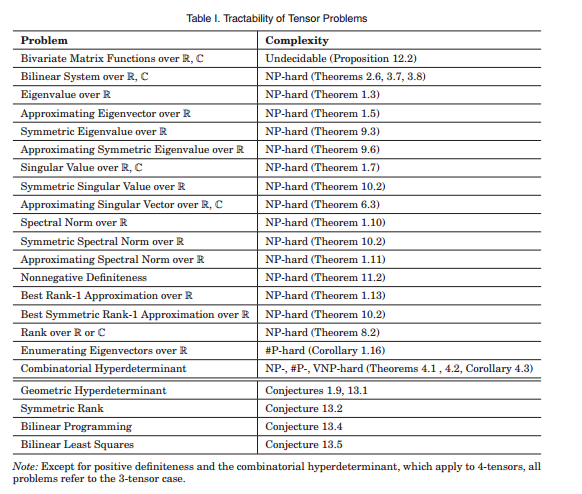 Table I. Tractability of Tensor Problems
Problem Complexity
Bivariate Matrix Functions over ℝ, ℂ Undecidable (Proposition 12.2)
Bilinear System over ℝ, ℂ NP-hard (Theorems 2.6, 3.7, 3.8)
Eigenvalue over ℝ NP-hard (Theorem 1.3)
Approximating Eigenvector over ℝ NP-hard (Theorem 1.5)
Symmetric Eigenvalue over ℝ NP-hard (Theorem 9.3)
Approximating Symmetric Eigenvalue over ℝ NP-hard (Theorem 9.6)
Singular Value over ℝ, ℂ NP-hard (Theorem 1.7)
Symmetric Singular Value over ℝ NP-hard (Theorem 10.2)
Approximating Singular Vector over ℝ, ℂ NP-hard (Theorem 6.3)
Spectral Norm over ℝ NP-hard (Theorem 1.10)
Symmetric Spectral Norm over ℝ NP-hard (Theorem 10.2)
Approximating Spectral Norm over ℝ NP-hard (Theorem 1.11)
Nonnegative Definiteness NP-hard (Theorem 11.2)
Best Rank-1 Approximation over ℝ NP-hard (Theorem 1.13)
Best Symmetric Rank-1 Approximation over ℝ NP-hard (Theorem 10.2)
Rank over ℝ or ℂ NP-hard (Theorem 8.2)
Enumerating Eigenvectors over ℝ #P-hard (Corollary 1.16)
Combinatorial Hyperdeterminant NP-, #P-, VNP-hard (Theorems 4.1 , 4.2, Corollary 4.3)
Geometric Hyperdeterminant Conjectures 1.9, 13.1
Symmetric Rank Conjecture 13.2
Bilinear Programming Conjecture 13.4
Bilinear Least Squares Conjecture 13.5
Note: Except for positive definiteness and the combinatorial hyperdeterminant, which apply to 4-tensors, all
problems refer to the 3-tensor case.